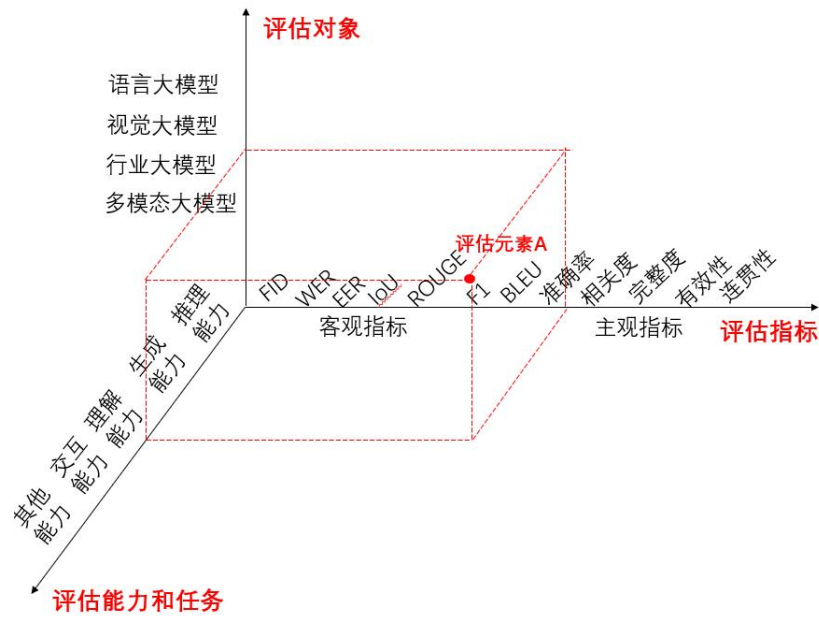 评估对象
语言大模型
视觉大模型
行业大模型
多模态大模型
评估元素A
FID
WER
EER
IoU
ROUGE
F1
BLEU
准确率
相关度
完整度
有效性
连贯性
客观指标
主观指标
评估指标
推理
能力
生成
能力
理解
能力
交互
能力
其他
能力
评估能力和任务